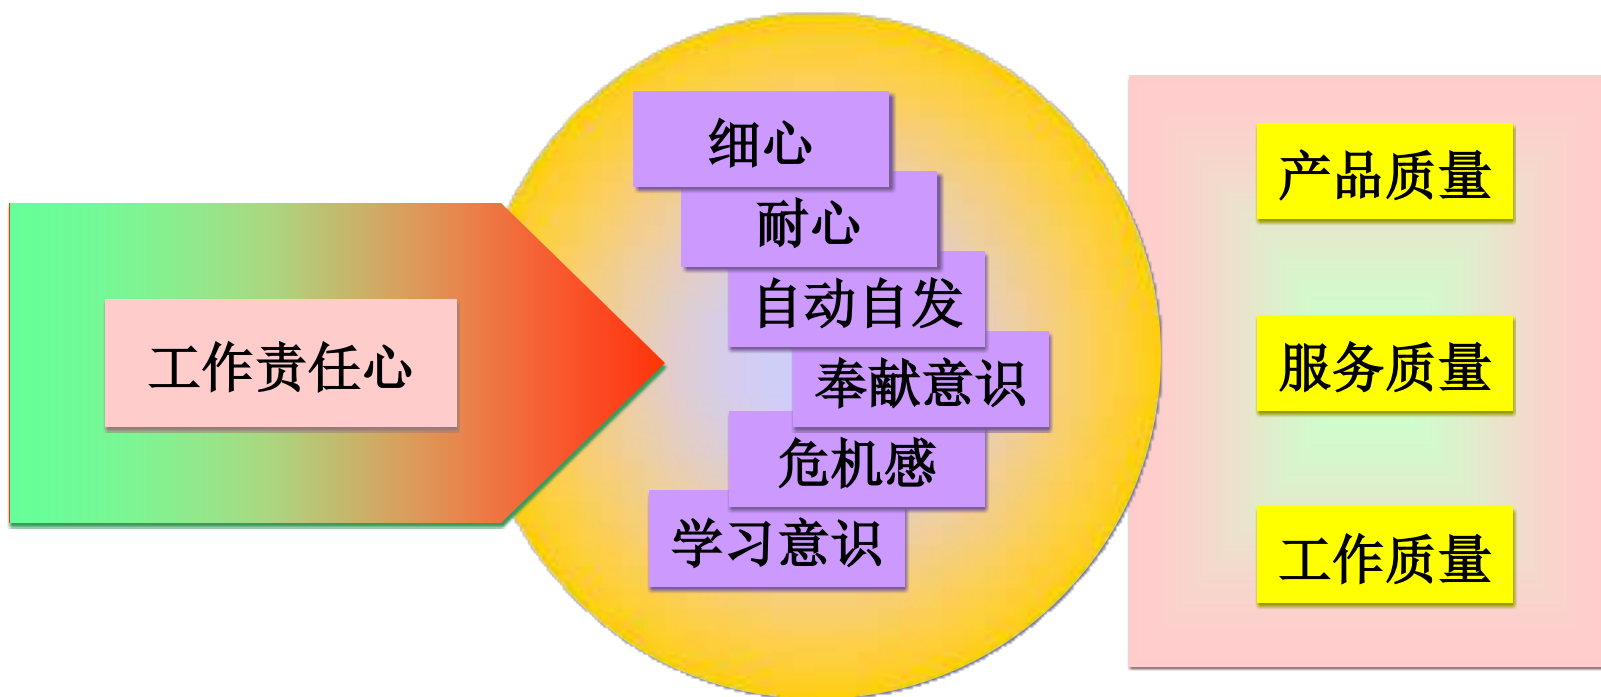 工作责任心
细心
耐心
自动自发
奉献意识
危机感
学习意识
产品质量
服务质量
工作质量